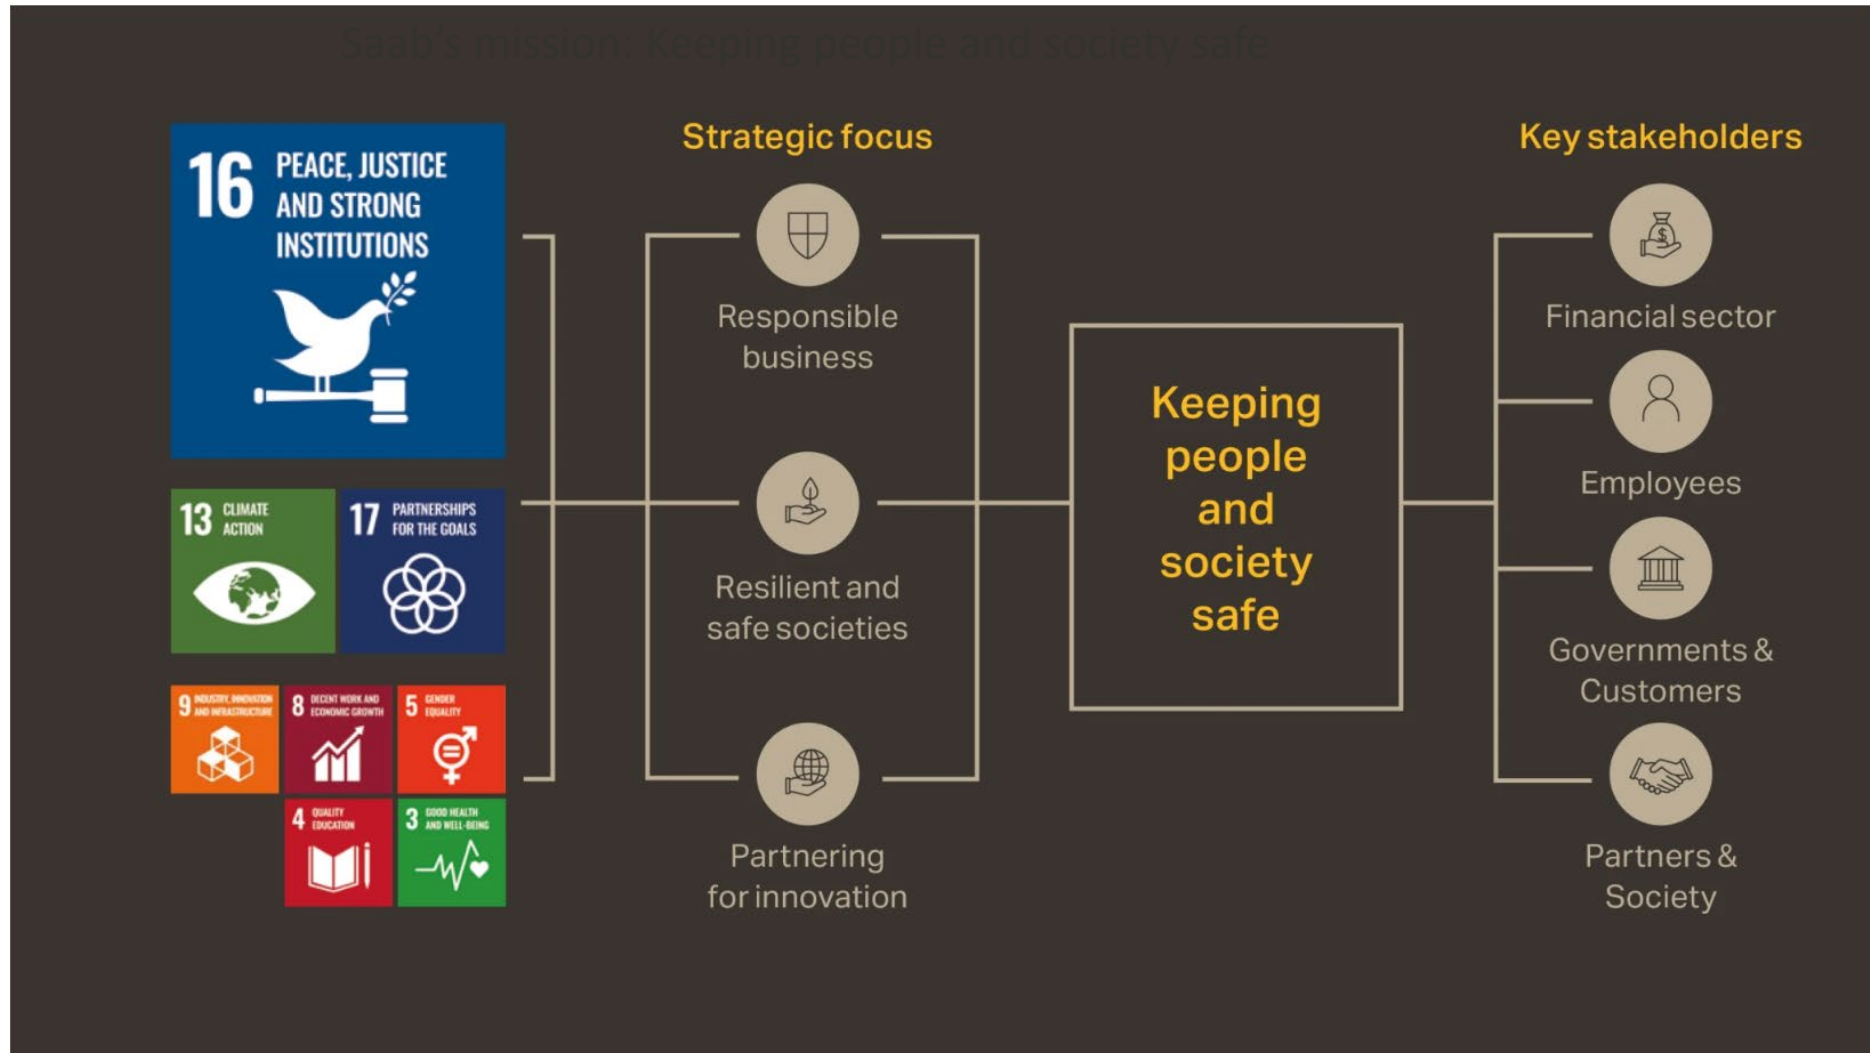 Saab's mission: Keeping people and society safe
16 PEACE, JUSTICE
AND STRONG
INSTITUTIONS
13 CLIMATE
ACTION
17 PARTNERSHIPS
FOR THE GOALS
9 INDUSTRY, INNOVATION
AND INFRASTRUCTURE
8 DECENT WORK AND
ECONOMIC GROWTH
5 GENDER
EQUALITY
4 QUALITY
EDUCATION
3 GOOD HEALTH
AND WELL-BEING
Strategic focus
Responsible
business
Resilient and
safe societies
Partnering
for innovation
Keeping
people
and
society
safe
Key stakeholders
$
Financial sector
Employees
Governments &
Customers
Partners &
Society